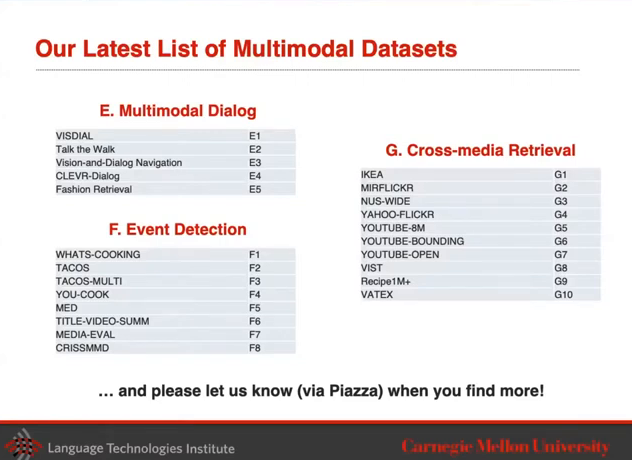 Our Latest List of Multimodal Datasets
E. Multimodal Dialog
VISDIAL E1
Talk the Walk E2
Vision-and-Dialog Navigation E3
CLEVR-Dialog E4
Fashion Retrieval E5
F. Event Detection
WHATS-COOKING F1
TACOS F2
TACOS-MULTI F3
YOU-COOK F4
MED F5
TITLE-VIDEO-SUMM F6
MEDIA-EVAL F7
CRISSMMD F8
G. Cross-media Retrieval
IKEA G1
MIRFLICKR G2
NUS-WIDE G3
YAHOO-FLICKR G4
YOUTUBE-8M G5
YOUTUBE-BOUNDING G6
YOUTUBE-OPEN G7
VIST G8
Recipe1M+ G9
VATEX G10
… and please let us know (via Piazza) when you find more!
Language Technologies Institute
Carnegie Mellon University